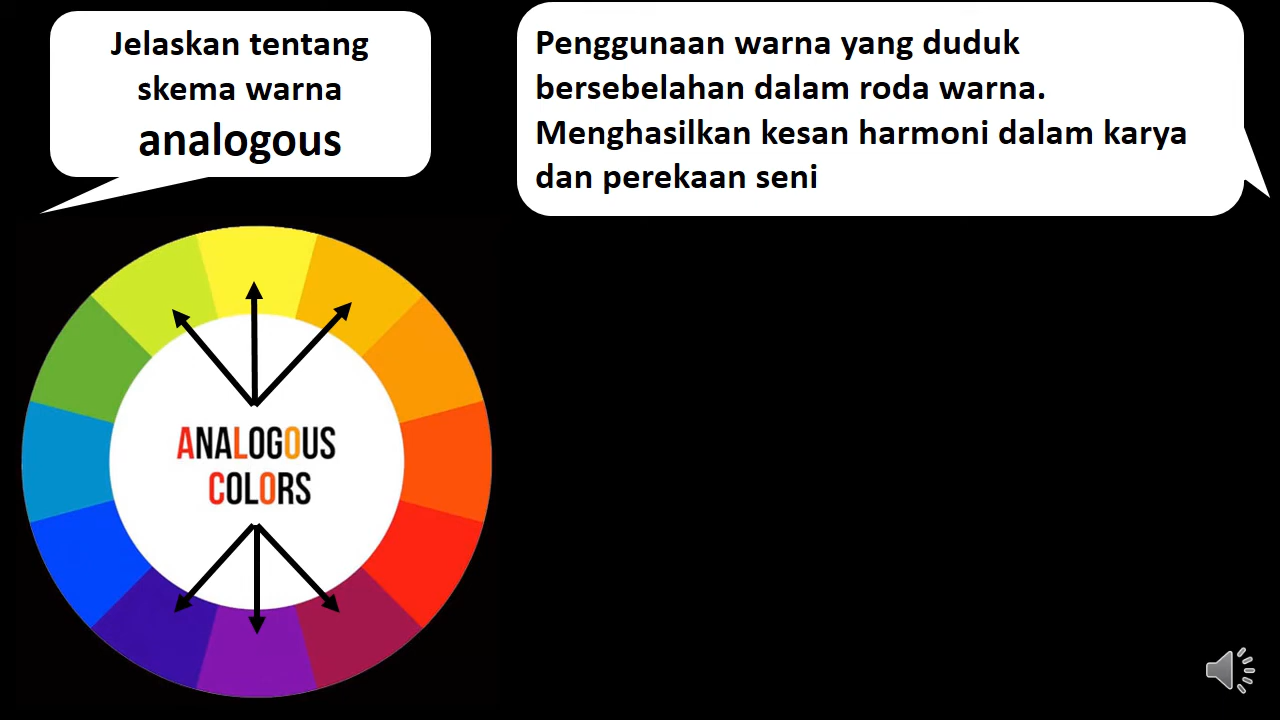 Jelaskan tentang
skema warna
analogous
Penggunaan warna yang duduk
bersebelahan dalam roda warna.
Menghasilkan kesan harmoni dalam karya
dan perekaan seni
ANALOGOUS
COLORS